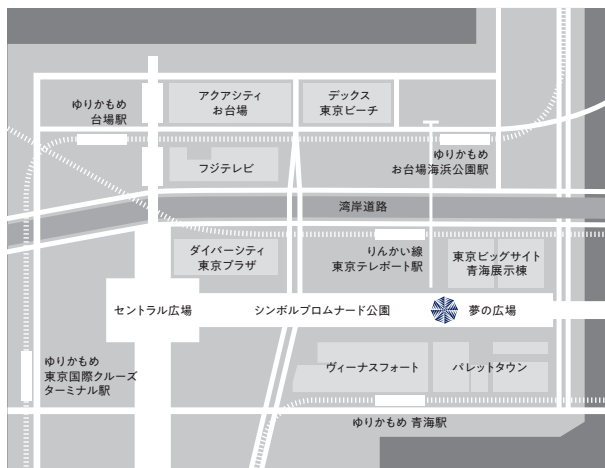 アクアシティ
お台場
デックス
東京ビーチ
ゆりかもめ
台場駅
フジテレビ
ゆりかもめ
お台場海浜公園駅
湾岸道路
ダイバーシティ
東京プラザ
りんかい線
東京テレポート駅
東京ビッグサイト
青海展示棟
セントラル広場
シンボルプロムナード公園
夢の広場
ゆりかもめ
東京国際クルーズ
ターミナル駅
ヴィーナスフォート
パレットタウン
ゆりかもめ 青海駅